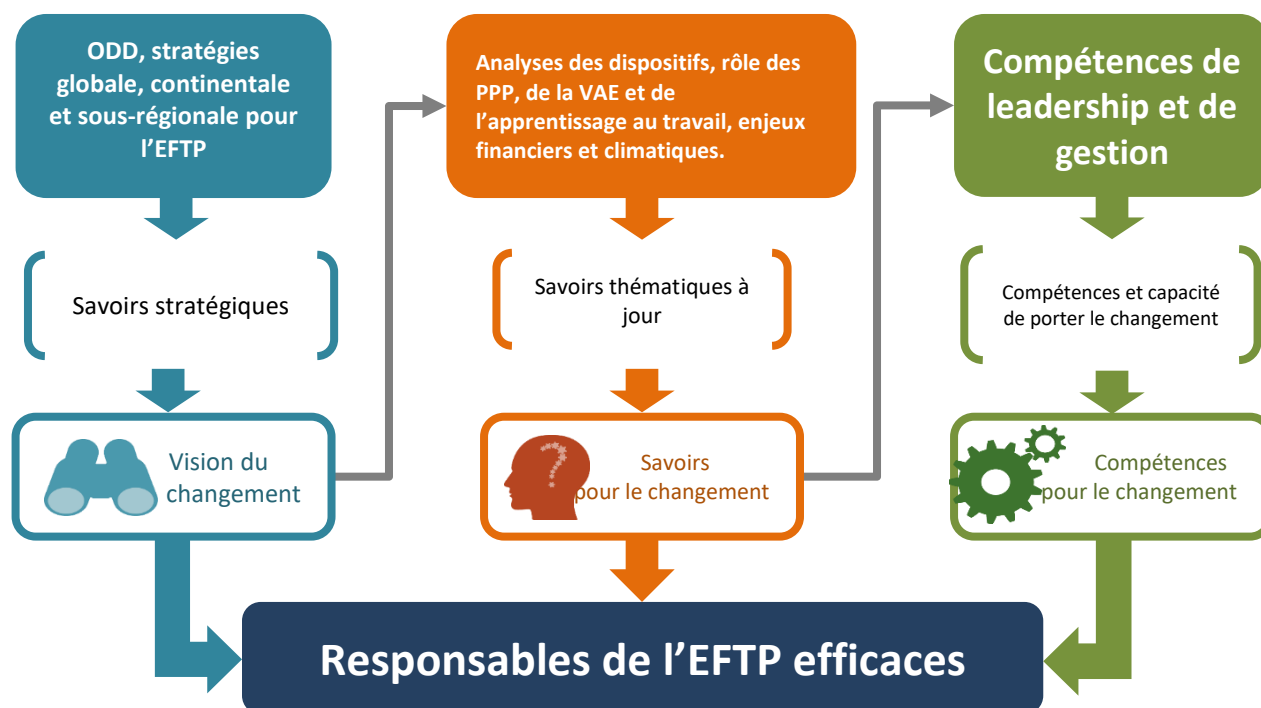 ODD, stratégies
globale, continentale
et sous-régionale pour
l’EFTP
Savoirs stratégiques
Vision du
changement
Analyses des dispositifs, rôle des
PPP, de la VAE et de
l’apprentissage au travail, enjeux
financiers et climatiques.
Savoirs thématiques à
jour
Savoirs
pour le changement
Compétences de
leadership et de
gestion
Compétences et capacité
de porter le changement
Compétences
pour le changement
Responsables de l’EFTP efficaces